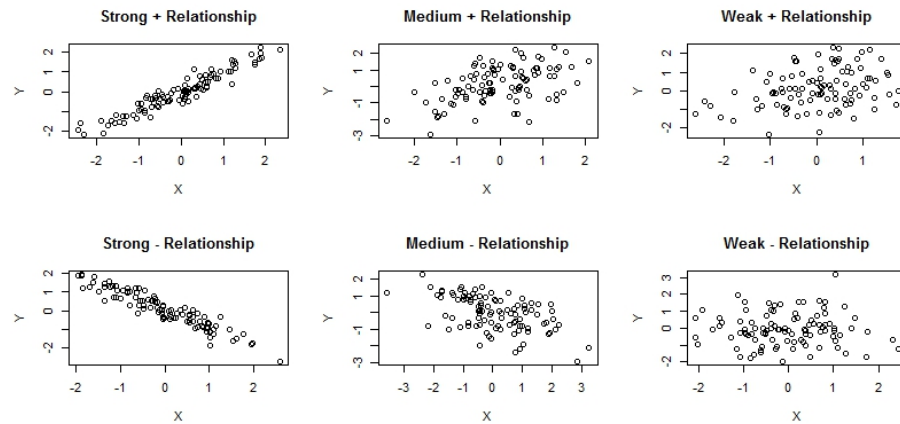 Strong + Relationship
Y
2
1
0
-2
-2 -1 0 1 2
X
Medium + Relationship
Y
1
-1
-3
-2 -1 0 1 2
X
Weak + Relationship
Y
2
1
0
-2
-2 -1 0 1
X
Strong - Relationship
Y
2
1
0
-2
-2 -1 0 1 2
X
Medium - Relationship
Y
1
-1
-3
-3 -2 -1 0 1 2 3
X
Weak - Relationship
Y
3
2
1
0
-2
-2 -1 0 1 2
X